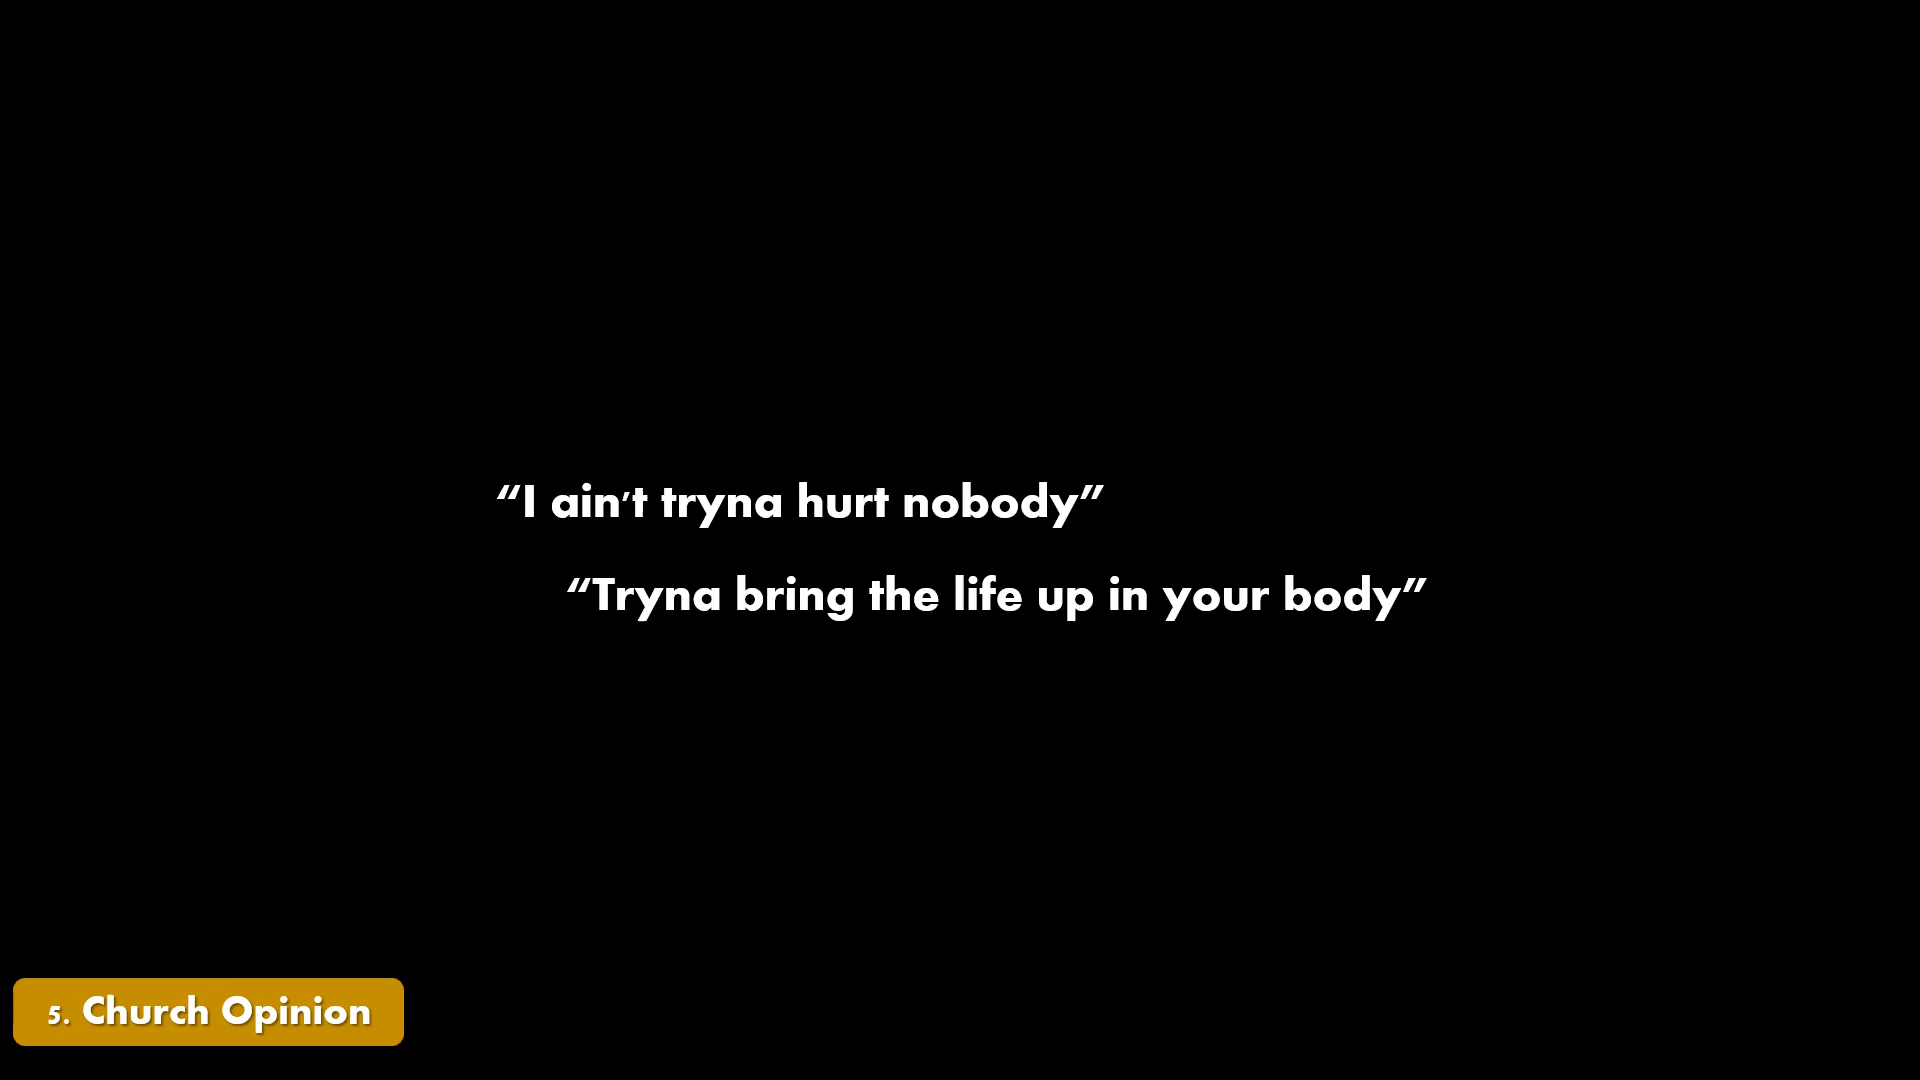 “I ain't tryna hurt nobody”
“Tryna bring the life up in your body”
5. Church Opinion